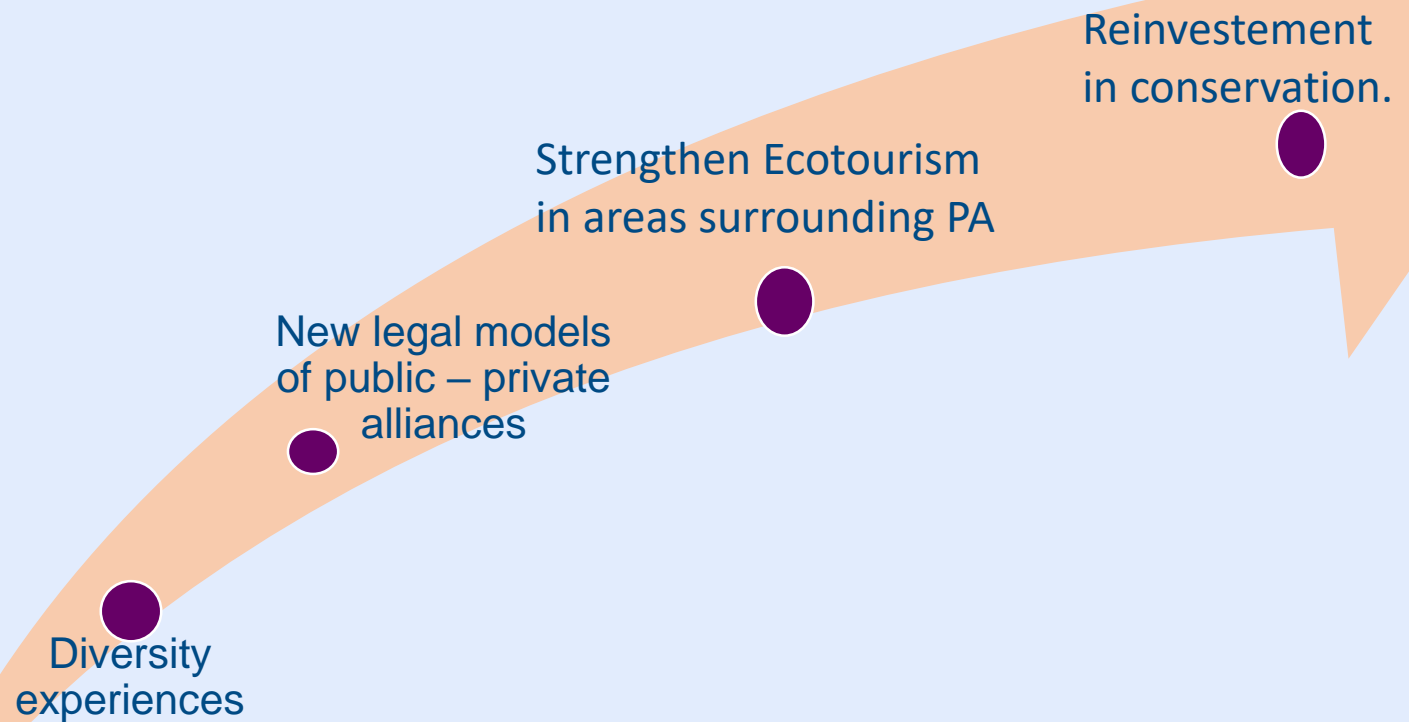 Reinvestement
in conservation.
Strengthen Ecotourism
in areas surrounding PA
New legal models
of public – private
alliances
Diversity
experiences